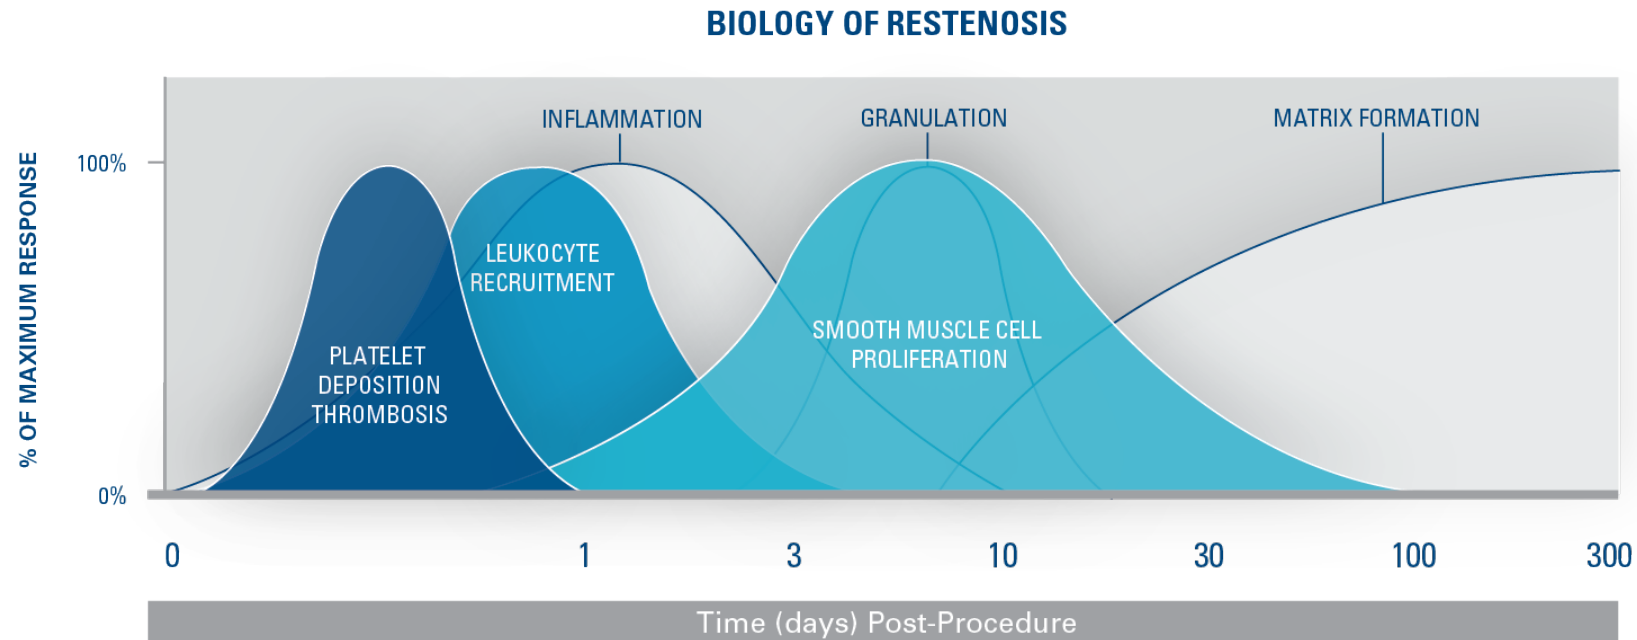 BIOLOGY OF RESTENOSIS
% OF MAXIMUM RESPONSE
100%
0%
INFLAMMATION
GRANULATION
MATRIX FORMATION
LEUKOCYTE
RECRUITMENT
PLATELET
DEPOSITION
THROMBOSIS
SMOOTH MUSCLE CELL
PROLIFERATION
0 1 3 10 30 100 300
Time (days) Post-Procedure